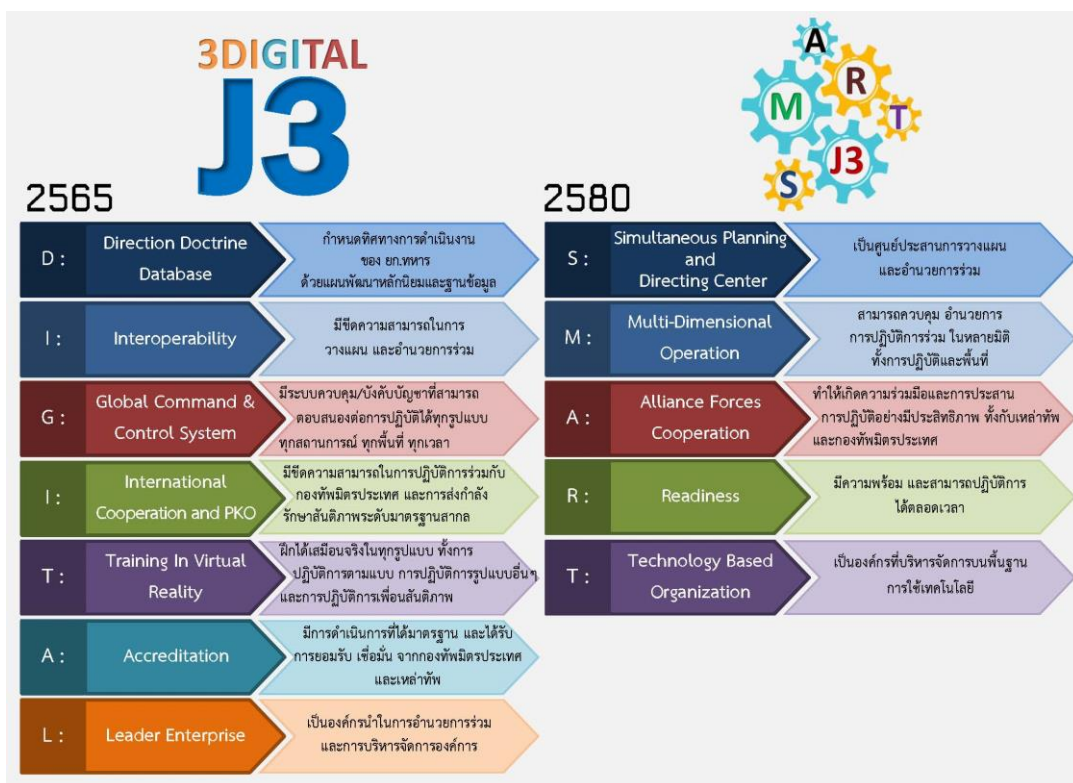 3DIGITAL
J3
2565
D :
Direction Doctrine
Database
กำหนดทิศทางการดำเนินงาน
ของ ยก.ทหาร
ด้วยแผนพัฒนาหลักนิยมและฐานข้อมูล
I :
Interoperability
มีขีดความสามารถในการ
วางแผน และอำนวยการร่วม
G :
Global Command &
Control System
มีระบบควบคุม/บังคับบัญชาที่สามารถ
ตอบสนองต่อการปฏิบัติได้ทุกรูปแบบ
ทุกสถานการณ์ ทุกพื้นที่ ทุกเวลา
I :
International
Cooperation and PKO
มีขีดความสามารถในการปฏิบัติการร่วมกับ
กองทัพมิตรประเทศ และการส่งกำลัง
รักษาสันติภาพระดับมาตรฐานสากล
T :
Training In Virtual
Reality
ฝึกได้เสมือนจริงในทุกรูปแบบ ทั้งการ
ปฏิบัติการตามแบบ การปฏิบัติการรูปแบบอื่นๆ
และการปฏิบัติการเพื่อนสันติภาพ
A :
Accreditation
มีการดำเนินการที่ได้มาตรฐาน และได้รับ
การยอมรับ เชื่อมั่น จากกองทัพมิตรประเทศ
และเหล่าทัพ
L :
Leader Enterprise
เป็นองค์กรนำในการอำนวยการร่วม
และการบริหารจัดการองค์การ
S
M
A
R
T
J3
2580
S :
Simultaneous Planning
and
Directing Center
เป็นศูนย์ประสานการวางแผน
และอำนวยการร่วม
M :
Multi-Dimensional
Operation
สามารถควบคุม อำนวยการ
การปฏิบัติการร่วม ในหลายมิติ
ทั้งการปฏิบัติและพื้นที่
A :
Alliance Forces
Cooperation
ทำให้เกิดความร่วมมือและการประสาน
การปฏิบัติอย่างมีประสิทธิภาพ ทั้งกับเหล่าทัพ
และกองทัพมิตรประเทศ
R :
Readiness
มีความพร้อม และสามารถปฏิบัติการ
ได้ตลอดเวลา
T :
Technology Based
Organization
เป็นองค์กรที่บริหารจัดการบนพื้นฐาน
การใช้เทคโนโลยี